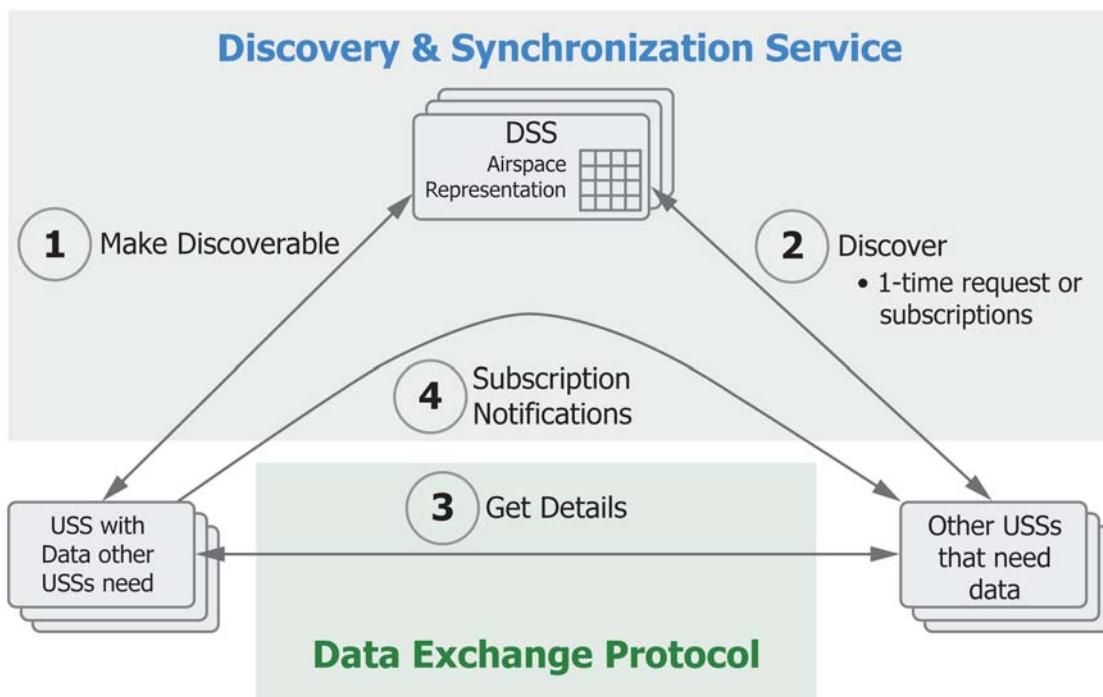 Discovery & Synchronization Service
DSS
Airspace
Representation
1 Make Discoverable
2 Discover
• 1-time request or
subscriptions
4 Subscription
Notifications
3 Get Details
USS with
Data other
USSs need
Other USSs
that need
data
Data Exchange Protocol